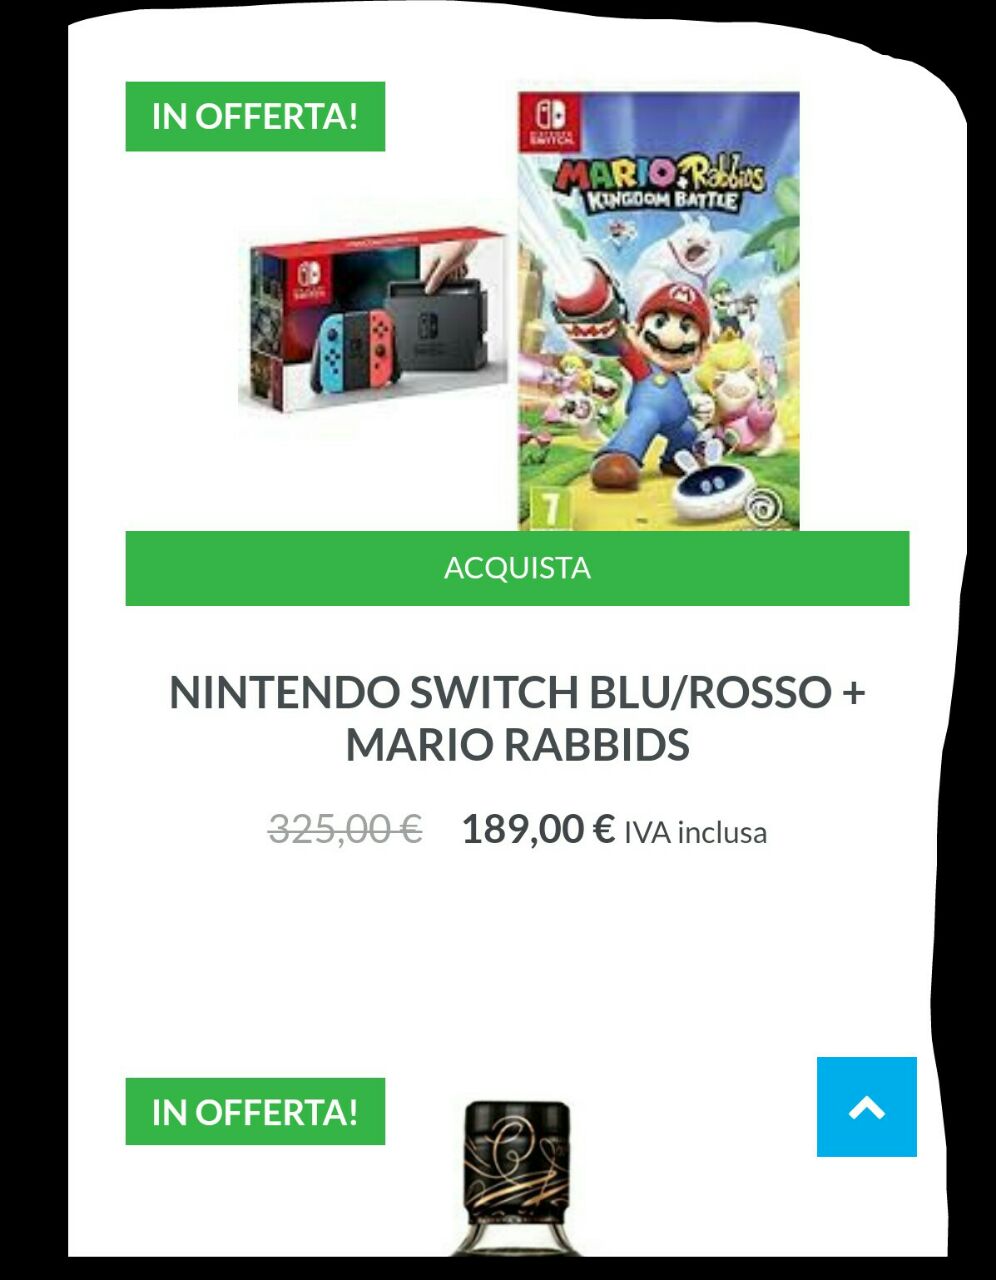 IN OFFERTA!
NINTENDO
SWITCH
MARIO + Rabbids
KINGDOM BATTLE
SWITCH
M
7
ACQUISTA
NINTENDO SWITCH BLU/ROSSO +
MARIO RABBIDS
325,00 € 189,00 € IVA inclusa
IN OFFERTA!